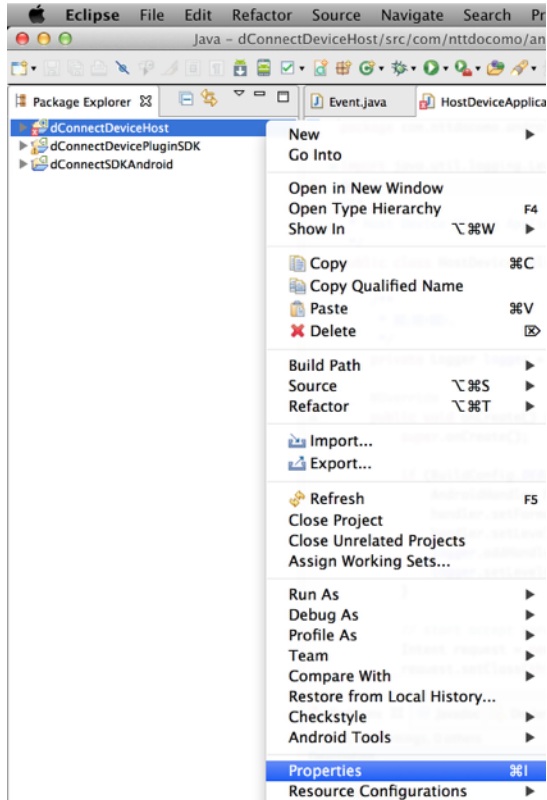 Eclipse File Edit Refactor Source Navigate Search Pr
Java – dConnectDeviceHost/src/com/nttdocomo/an
Package Explorer Event.java HostDeviceApplica
dConnectDeviceHost
dConnectDevicePluginSDK
dConnectSDKAndroid
New
Go Into
Open in New Window
Open Type Hierarchy F4
Show In ⌥⌘W
Copy ⌘C
Copy Qualified Name
Paste ⌘V
Delete ⌦
Build Path
Source ⌥⌘S
Refactor ⌥⌘T
Import...
Export...
Refresh F5
Close Project
Close Unrelated Projects
Assign Working Sets...
Run As
Debug As
Profile As
Team
Compare With
Restore from Local History...
Checkstyle
Android Tools
Properties ⌘I
Resource Configurations